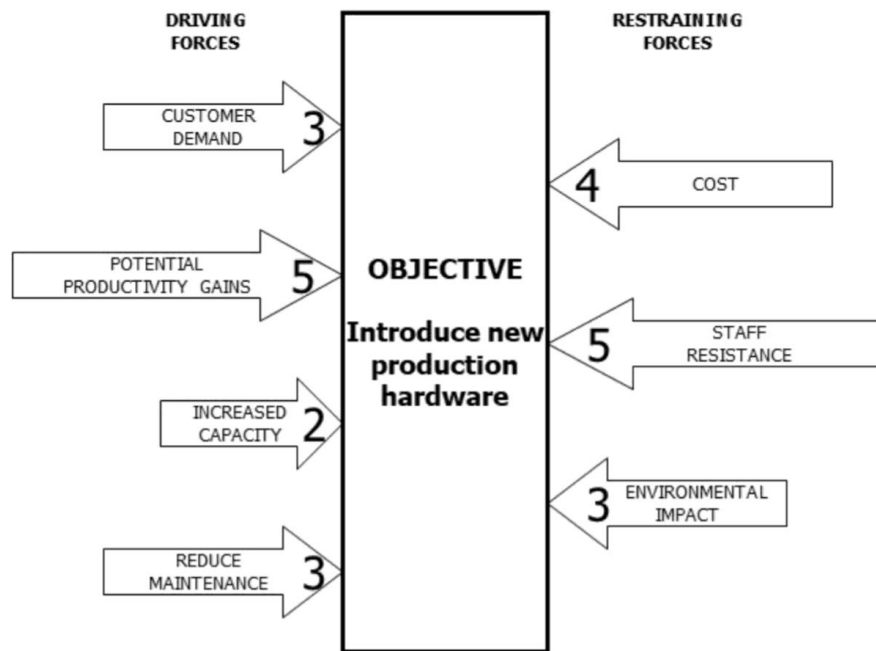 DRIVING
FORCES
CUSTOMER
DEMAND
3
POTENTIAL
PRODUCTIVITY GAINS
5
INCREASED
CAPACITY
2
REDUCE
MAINTENANCE
3
OBJECTIVE
Introduce new
production
hardware
RESTRAINING
FORCES
4
COST
5
STAFF
RESISTANCE
3
ENVIRONMENTAL
IMPACT